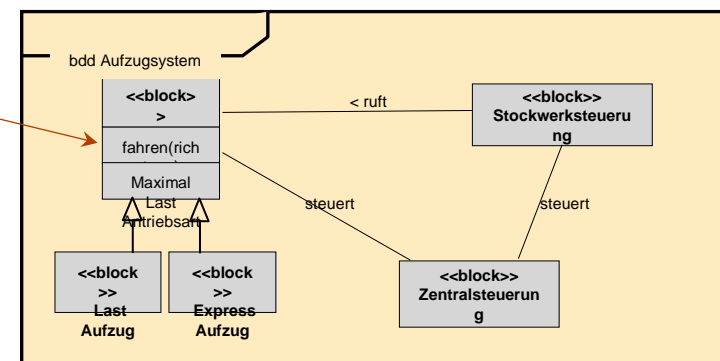 bdd Aufzugsystem
<<block>
>
fahren(rich
Maximal
Last
Antriebsart
<<block
>>
Last
Aufzug
<<block
>>
Express
Aufzug
< ruft
steuert
steuert
<<block>>
Stockwerksteueru
ng
<<block>>
Zentralsteuerun
g